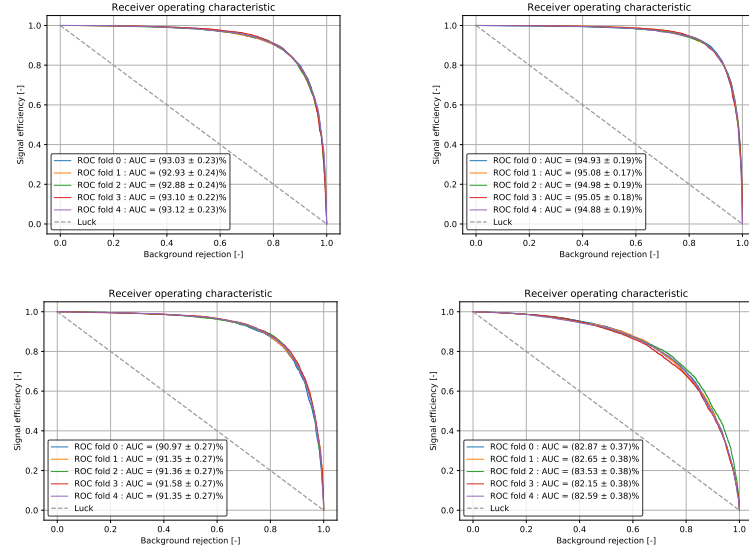 Receiver operating characteristic
1.0
0.8
0.6
0.4
0.2
0.0
Signal efficiency [-]
ROC fold 0 : AUC = (93.03 ± 0.23)%
ROC fold 1 : AUC = (92.93 ± 0.24)%
ROC fold 2 : AUC = (92.88 ± 0.24)%
ROC fold 3 : AUC = (93.10 ± 0.22)%
ROC fold 4 : AUC = (93.12 ± 0.23)%
Luck
0.0 0.2 0.4 0.6 0.8 1.0
Background rejection [-]
Receiver operating characteristic
1.0
0.8
0.6
0.4
0.2
0.0
Signal efficiency [-]
ROC fold 0 : AUC = (94.93 ± 0.19)%
ROC fold 1 : AUC = (95.08 ± 0.17)%
ROC fold 2 : AUC = (94.98 ± 0.19)%
ROC fold 3 : AUC = (95.05 ± 0.18)%
ROC fold 4 : AUC = (94.88 ± 0.19)%
Luck
0.0 0.2 0.4 0.6 0.8 1.0
Background rejection [-]
Receiver operating characteristic
1.0
0.8
0.6
0.4
0.2
0.0
Signal efficiency [-]
ROC fold 0 : AUC = (90.97 ± 0.27)%
ROC fold 1 : AUC = (91.35 ± 0.27)%
ROC fold 2 : AUC = (91.36 ± 0.27)%
ROC fold 3 : AUC = (91.58 ± 0.27)%
ROC fold 4 : AUC = (91.35 ± 0.27)%
Luck
0.0 0.2 0.4 0.6 0.8 1.0
Background rejection [-]
Receiver operating characteristic
1.0
0.8
0.6
0.4
0.2
0.0
Signal efficiency [-]
ROC fold 0 : AUC = (82.87 ± 0.37)%
ROC fold 1 : AUC = (82.65 ± 0.38)%
ROC fold 2 : AUC = (83.53 ± 0.38)%
ROC fold 3 : AUC = (82.15 ± 0.38)%
ROC fold 4 : AUC = (82.59 ± 0.38)%
Luck
0.0 0.2 0.4 0.6 0.8 1.0
Background rejection [-]